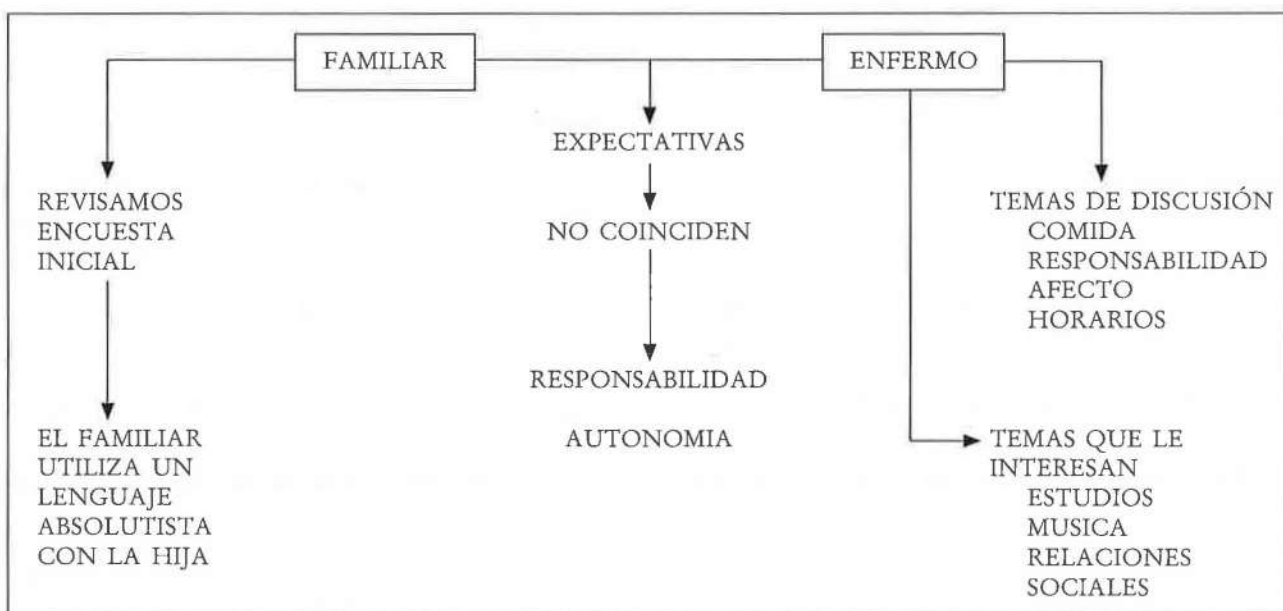 FAMILIAR
ENFERMO
EXPECTATIVAS
NO COINCIDEN
RESPONSABILIDAD
AUTONOMIA
REVISAMOS
ENCUESTA
INICIAL
EL FAMILIAR
UTILIZA UN
LENGUAJE
ABSOLUTISTA
CON LA HIJA
TEMAS DE DISCUSIÓN
COMIDA
RESPONSABILIDAD
AFECTO
HORARIOS
TEMAS QUE LE
INTERESAN
ESTUDIOS
MUSICA
RELACIONES
SOCIALES